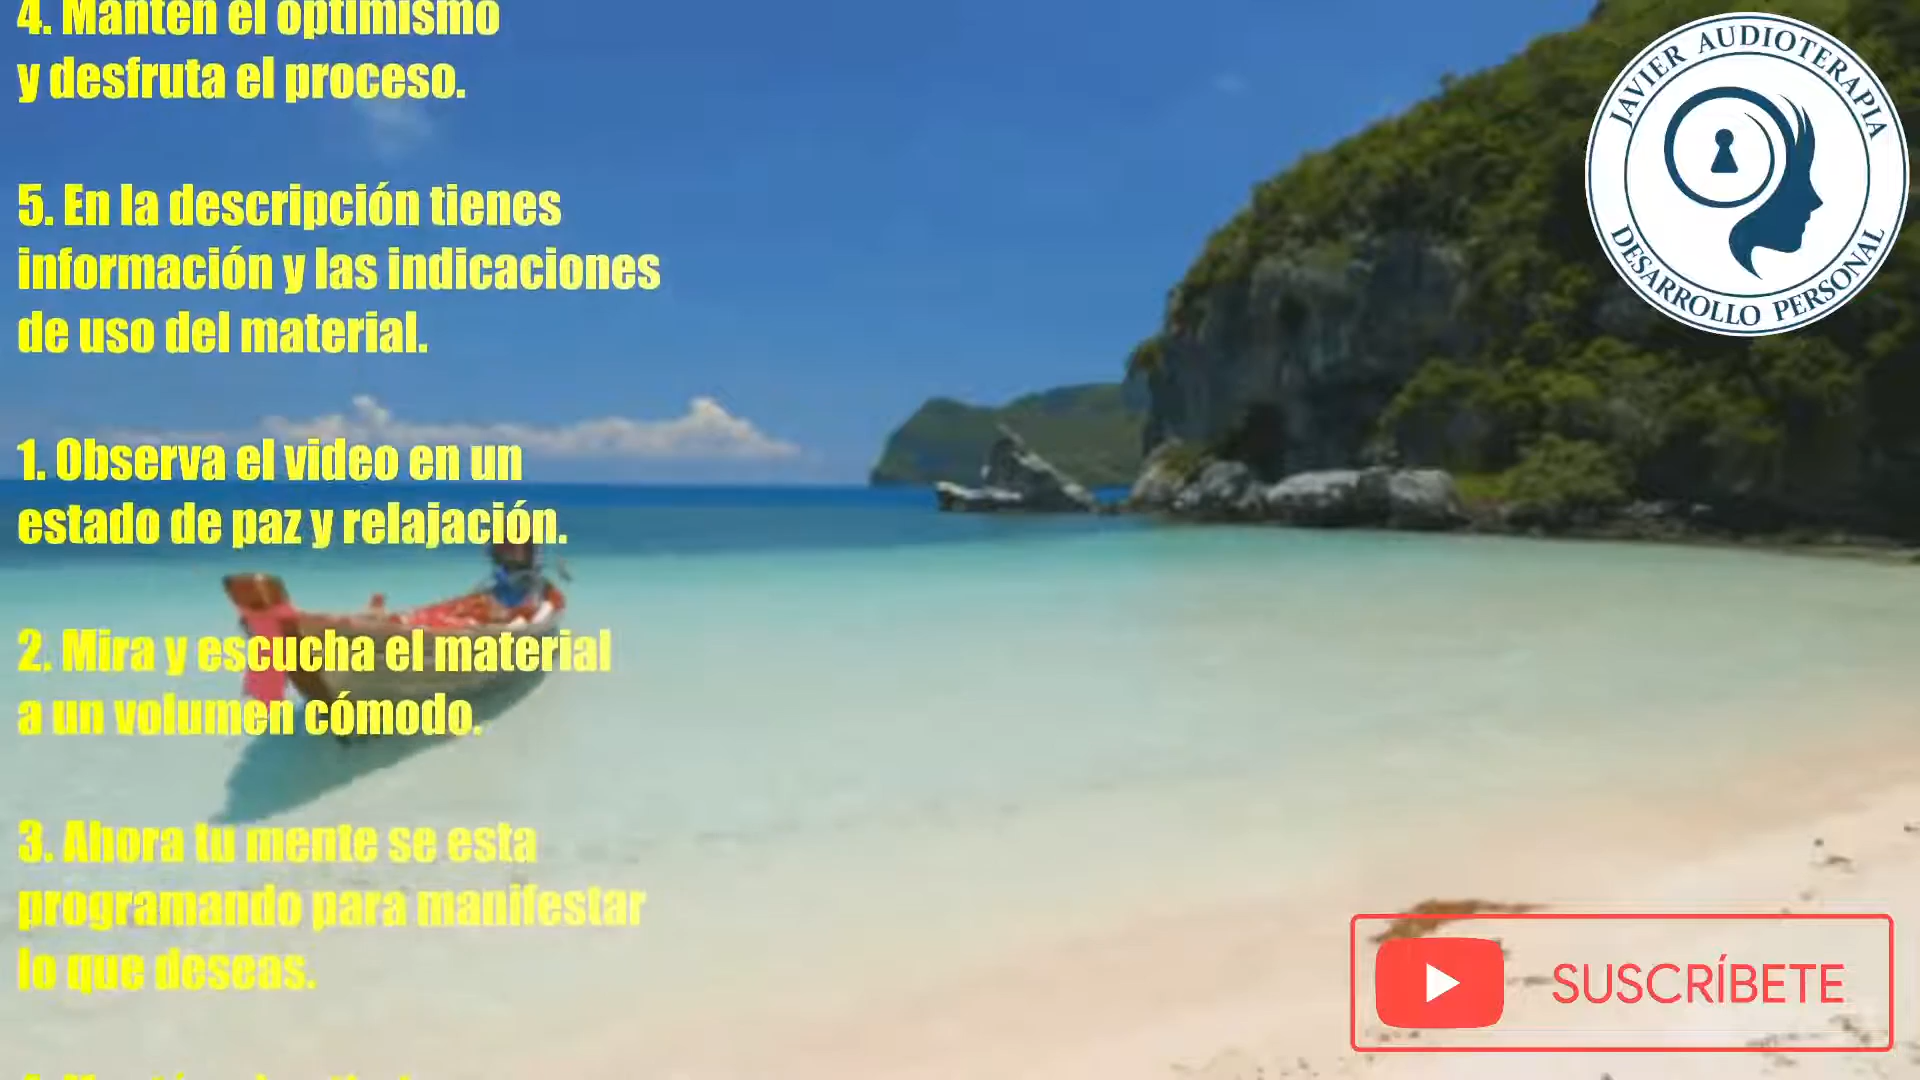 4. Mantén el optimismo
y desfruta el proceso.
5. En la descripción tienes
información y las indicaciones
de uso del material.
1. Observa el video en un
estado de paz y relajación.
2. Mira y escucha el material
a un volumen cómodo.
3. Ahora tu mente se esta
programando para manifestar
lo que deseas.
JAVIER AUDIOTERAPIA
DESARROLLO PERSONAL
SUSCRÍBETE